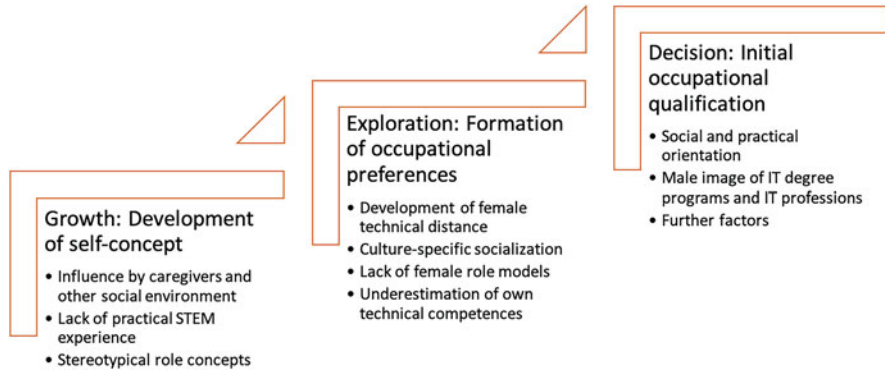 Growth: Development
of self-concept
• Influence by caregivers and
other social environment
• Lack of practical STEM
experience
• Stereotypical role concepts
Exploration: Formation
of occupational
preferences
• Development of female
technical distance
• Culture-specific socialization
• Lack of female role models
• Underestimation of own
technical competences
Decision: Initial
occupational
qualification
• Social and practical
orientation
• Male image of IT degree
programs and IT professions
• Further factors